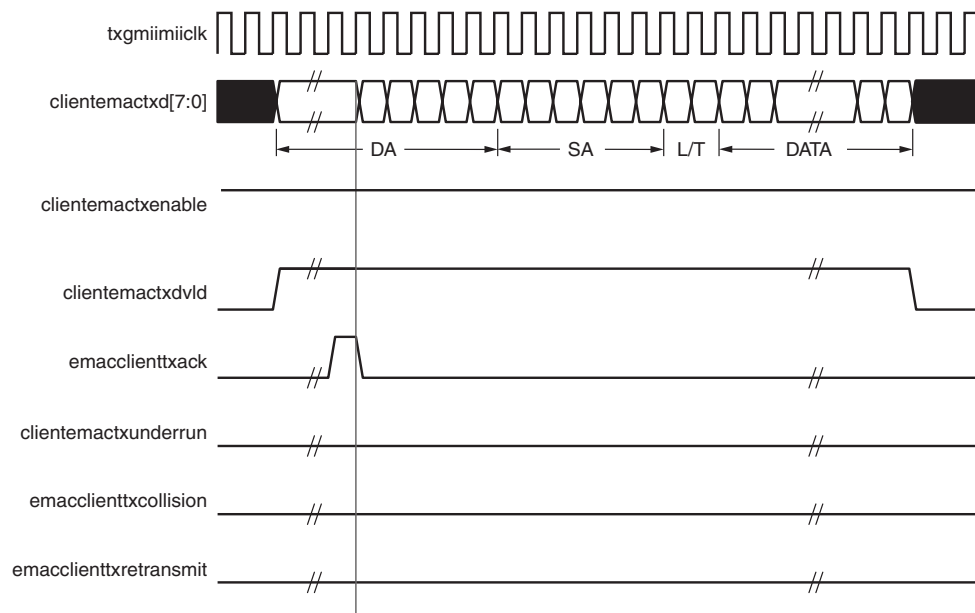 txgmiimiiclk
clientemactxd[7:0]
DA SA L/T DATA
clientemactxenable
clientemactxdvld
emacclienttxack
clientemactxunderrun
emacclienttxcollision
emacclienttxretransmit